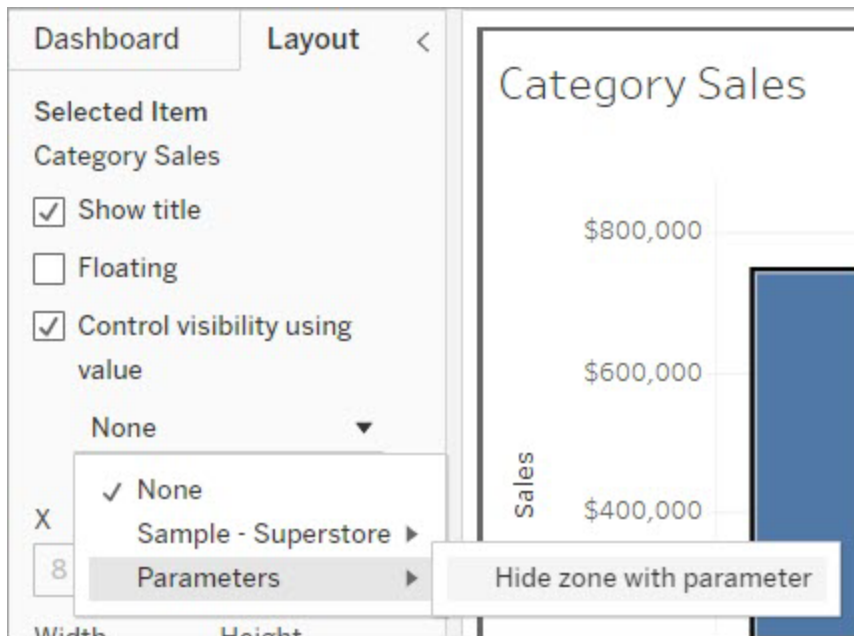 Dashboard
Layout
<
Selected Item
Category Sales
Show title
Floating
Control visibility using
value
None
None
Sample - Superstore
Parameters
Hide zone with parameter
X
8
Width
Height
Category Sales
$800,000
$600,000
$400,000
Sales